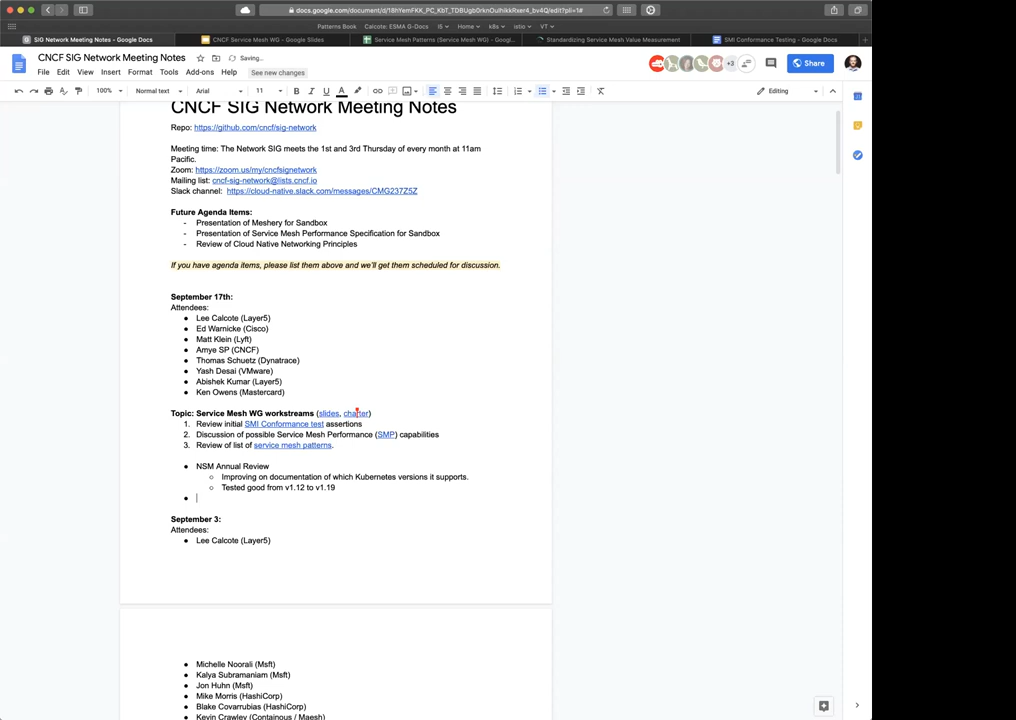 docs.google.com/document/d/18hYemFKK_PC_KbT_TDBUgb0rknOulhikkRxer4_bv4Q/edit?pli=1#
Patterns Book Calcote: ESMA G-Docs l5 Home k8s istio VT
SIG Network Meeting Notes - Google Docs
CNCF Service Mesh WG - Google Slides
Service Mesh Patterns (Service Mesh WG) - Googl...
Standardizing Service Mesh Value Measurement
SMI Conformance Testing - Google Docs
CNCF SIG Network Meeting Notes
Saving...
File Edit View Insert Format Tools Add-ons Help See new changes
+3
Share
100% Normal text Arial 11 B I U A Editing
CNCF SIG Network Meeting Notes
Repo: https://github.com/cncf/sig-network
Meeting time: The Network SIG meets the 1st and 3rd Thursday of every month at 11am
Pacific.
Zoom: https://zoom.us/my/cncfsignetwork
Mailing list: cncf-sig-network@lists.cncf.io
Slack channel: https://cloud-native.slack.com/messages/CMG237Z5Z
Future Agenda Items:
- Presentation of Meshery for Sandbox
- Presentation of Service Mesh Performance Specification for Sandbox
- Review of Cloud Native Networking Principles
If you have agenda items, please list them above and we'll get them scheduled for discussion.
September 17th:
Attendees:
● Lee Calcote (Layer5)
● Ed Warnicke (Cisco)
● Matt Klein (Lyft)
● Amye SP (CNCF)
● Thomas Schuetz (Dynatrace)
● Yash Desai (VMware)
● Abishek Kumar (Layer5)
● Ken Owens (Mastercard)
Topic: Service Mesh WG workstreams (slides, charter)
1. Review initial SMI Conformance test assertions
2. Discussion of possible Service Mesh Performance (SMP) capabilities
3. Review of list of service mesh patterns.
● NSM Annual Review
○ Improving on documentation of which Kubernetes versions it supports.
○ Tested good from v1.12 to v1.19
●
September 3:
Attendees:
● Lee Calcote (Layer5)
● Michelle Noorali (Msft)
● Kalya Subramaniam (Msft)
● Jon Huhn (Msft)
● Mike Morris (HashiCorp)
● Blake Covarrubias (HashiCorp)
● Kevin Crawley (Containous / Maesh)